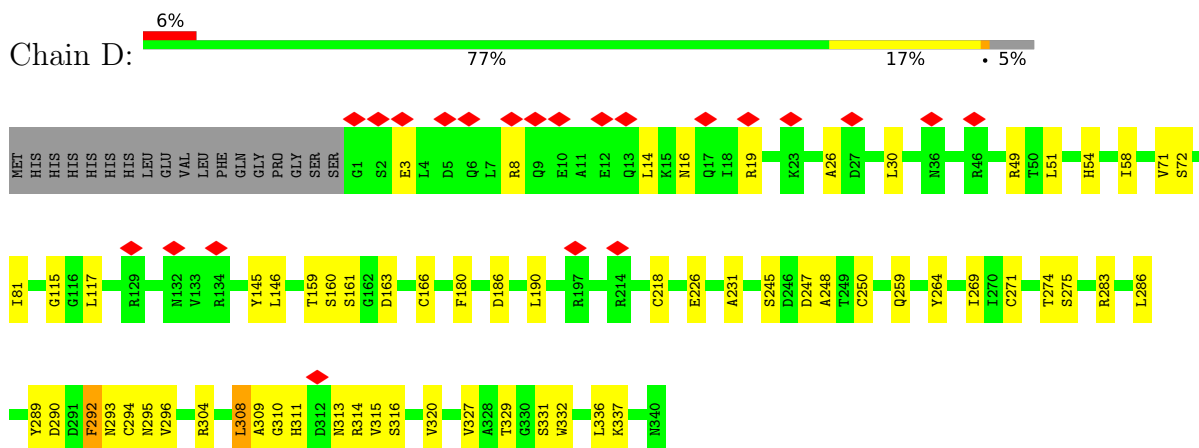 6%
Chain D:
77% 17% • 5%
MET HIS HIS HIS HIS HIS HIS LEU GLU VAL LEU PHE GLN GLY PRO GLY SER SER G1 S2 E3 L4 D5 Q6 L7 R8 Q9 E10 A11 E12 Q13 L14 K15 N16 Q17 I18 R19 K23 A26 D27 L30 N36 R46 R49 T50 L51 H54 I58 V71 S72
I81 G115 G116 L117 R129 N132 V133 R134 Y145 L146 T159 S160 S161 G162 D163 C166 F180 D186 L190 R197 R214 C218 E226 A231 S245 D246 D247 A248 T249 C250 Q259 Y264 I269 I270 C271 T274 S275 R283 L286
Y289 D290 D291 F292 N293 C294 N295 V296 R304 L308 A309 G310 H311 D312 N313 R314 V315 S316 V320 V327 A328 T329 G330 S331 W332 L336 K337 N340